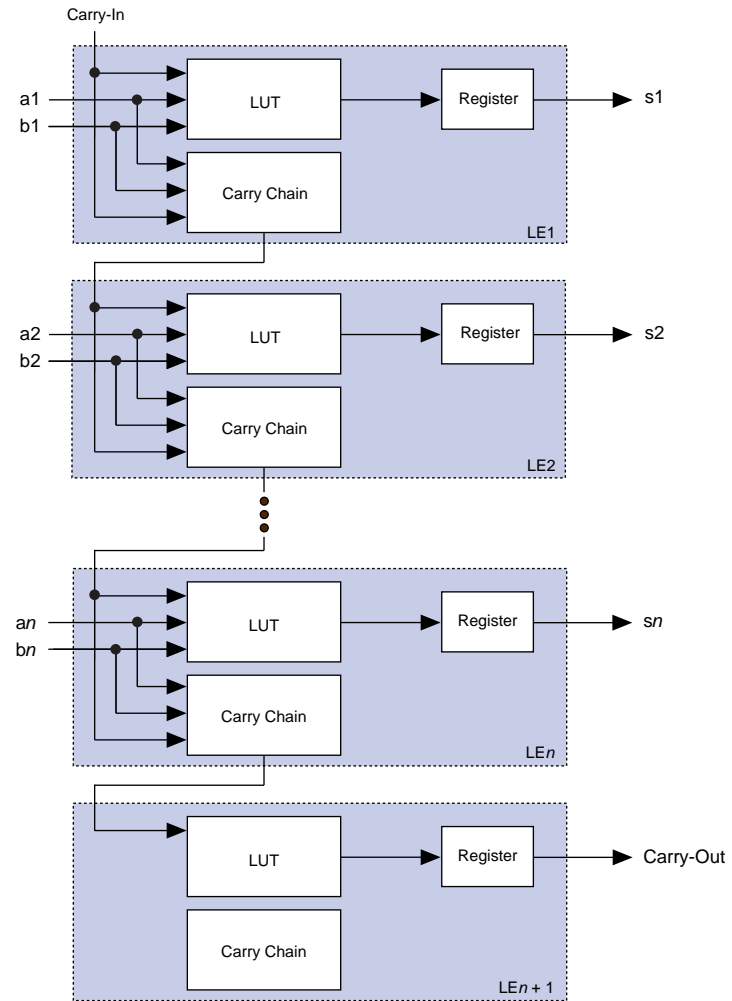 Carry-In
a1
b1
LUT
Register
s1
Carry Chain
LE1
a2
b2
LUT
Register
s2
Carry Chain
LE2
an
bn
LUT
Register
sn
Carry Chain
LEn
LUT
Register
Carry-Out
Carry Chain
LEn + 1